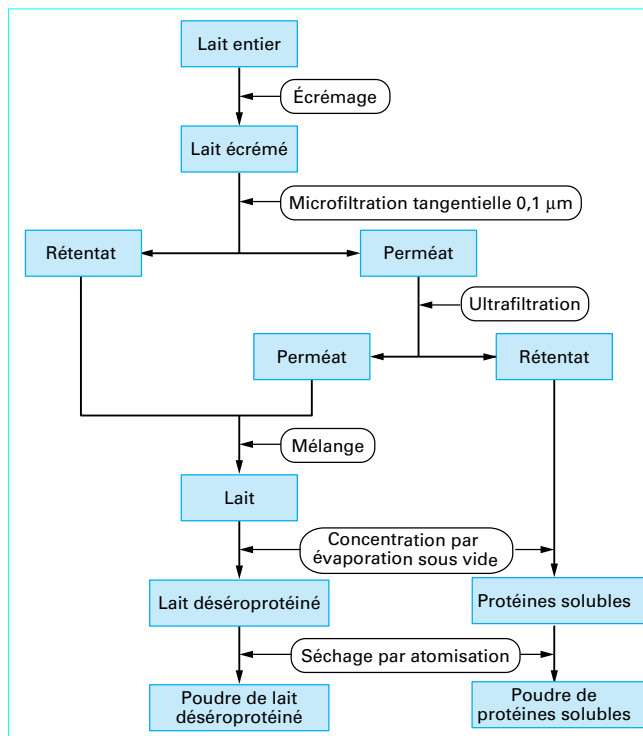 Lait entier
Écrémage
Lait écrémé
Microfiltration tangentielle 0,1 μm
Rétentat
Perméat
Ultrafiltration
Perméat
Rétentat
Mélange
Lait
Concentration par
évaporation sous vide
Lait déséroprotéiné
Protéines solubles
Séchage par atomisation
Poudre de lait
déséroprotéiné
Poudre de
protéines solubles